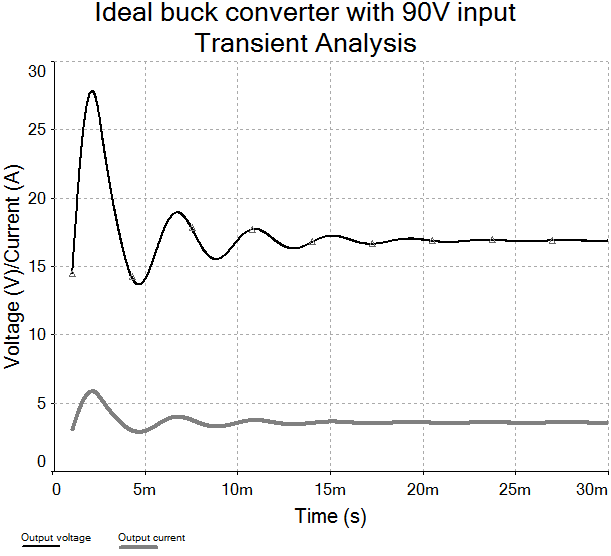 Ideal buck converter with 90V input
Transient Analysis
Voltage (V)/Current (A)
30
25
20
15
10
5
0
0 5m 10m 15m 20m 25m 30m
Time (s)
Output voltage Output current